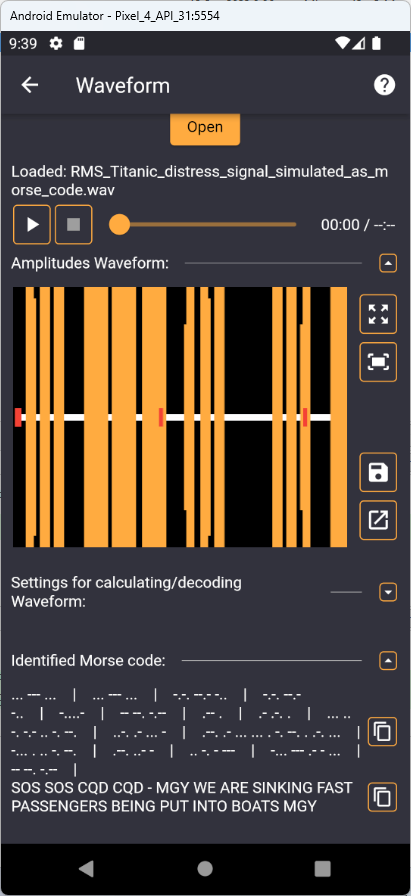 Android Emulator - Pixel_4_API_31:5554
9:39
Waveform
Open
Loaded: RMS_Titanic_distress_signal_simulated_as_m
orse_code.wav
00:00 / --:--
Amplitudes Waveform:
Settings for calculating/decoding
Waveform:
Identified Morse code:
... --- ... | ... --- ... | -.-. --.- -.. | -.-. --.-
-.. | -....- | -- --. -.-- | .-- . | .- .-. . | ... ..
-. -.- .. -. --. | ..-. .- ... - | .--. .- ... ... . -. --. . .-. ... |
-... . .. -. --. | .--. ..- - | .. -. - --- | -... --- .- - ... |
-- --. -.-- |
SOS SOS CQD CQD - MGY WE ARE SINKING FAST
PASSENGERS BEING PUT INTO BOATS MGY